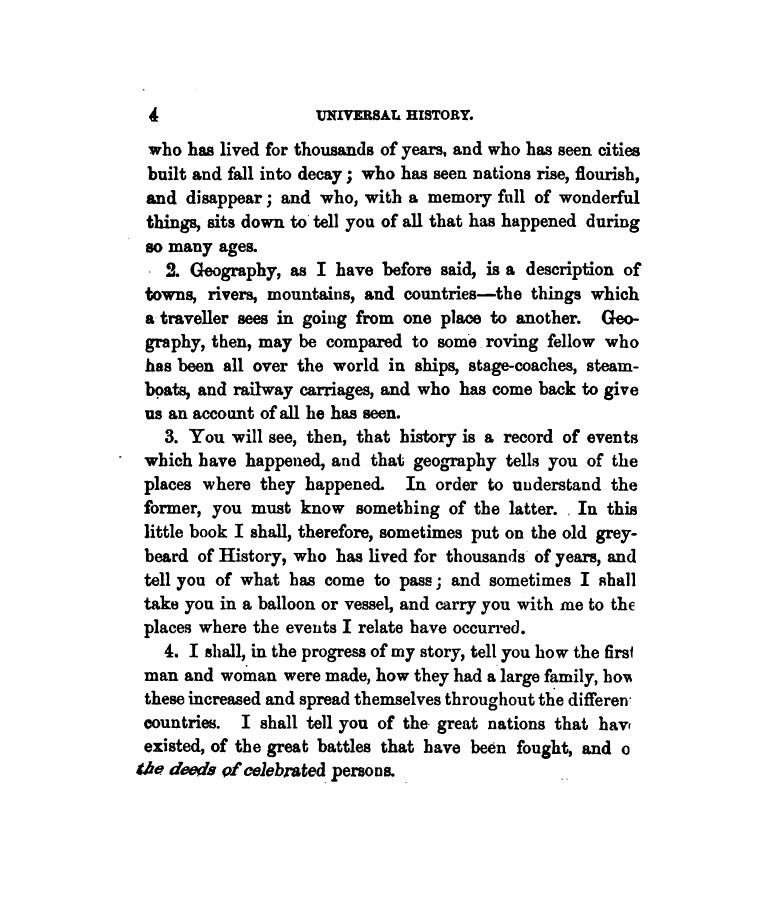 4 UNIVERSAL HISTORY.
who has lived for thousands of years, and who has seen cities
built and fall into decay; who has seen nations rise, flourish,
and disappear; and who, with a memory full of wonderful
things, sits down to tell you of all that has happened during
so many ages.
2. Geography, as I have before said, is a description of
towns, rivers, mountains, and countries—the things which
a traveller sees in going from one place to another. Geo-
graphy, then, may be compared to some roving fellow who
has been all over the world in ships, stage-coaches, steam-
boats, and railway carriages, and who has come back to give
us an account of all he has seen.
3. You will see, then, that history is a record of events
which have happened, and that geography tells you of the
places where they happened. In order to understand the
former, you must know something of the latter. In this
little book I shall, therefore, sometimes put on the old grey-
beard of History, who has lived for thousands of years, and
tell you of what has come to pass; and sometimes I shall
take you in a balloon or vessel, and carry you with me to the
places where the events I relate have occurred.
4. I shall, in the progress of my story, tell you how the first
man and woman were made, how they had a large family, how
these increased and spread themselves throughout the differen
countries. I shall tell you of the great nations that hav
existed, of the great battles that have been fought, and o
the deeds of celebrated persons.